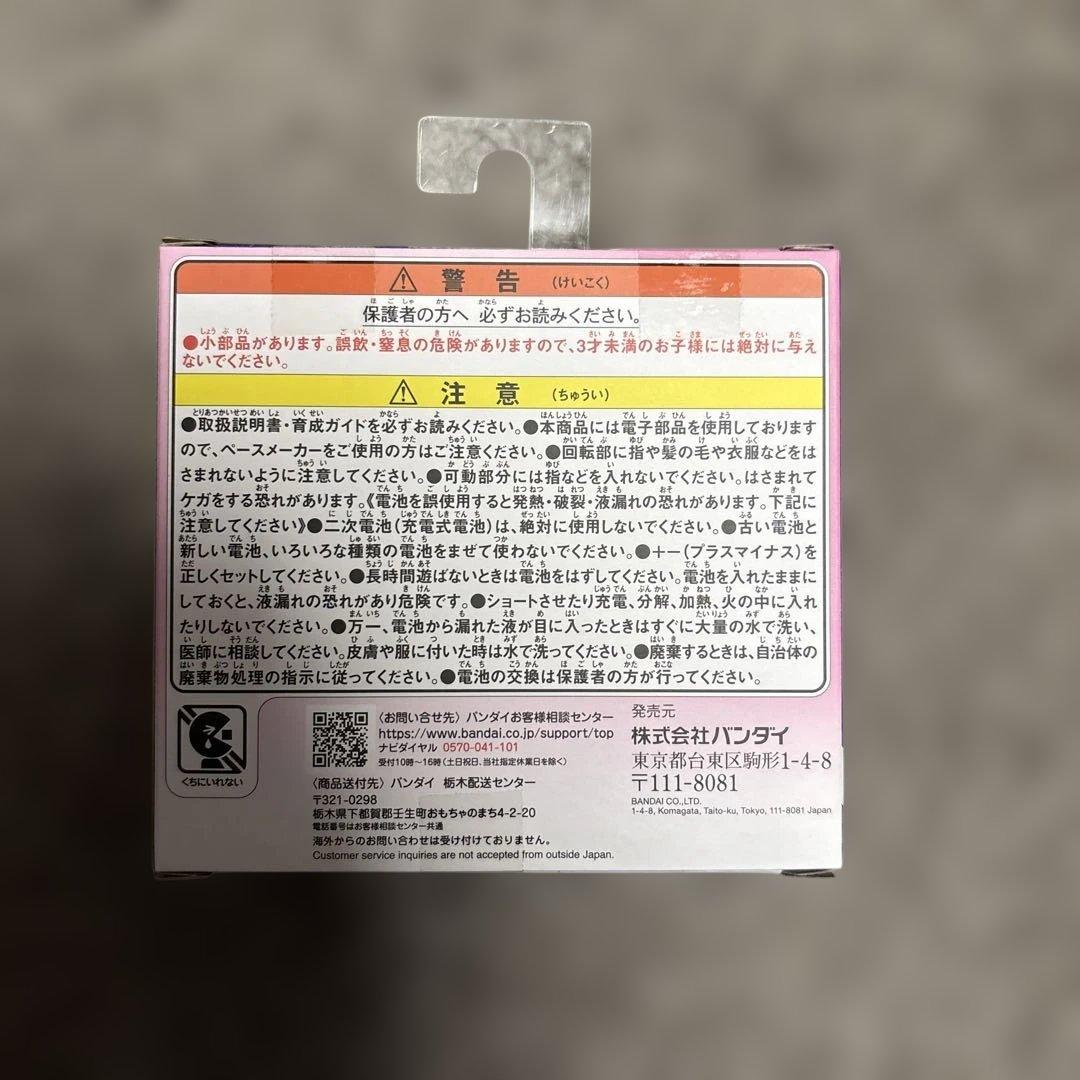 警告 (けいこく)
保護者の方へ 必ずお読みください。
●小部品があります。誤飲・窒息の危険がありますので、3才未満のお子様には絶対に与え
ないでください。
注意 (ちゅうい)
●取扱説明書・育成ガイドを必ずお読みください。●本商品には電子部品を使用しております
ので、ペースメーカーをご使用の方はご注意ください。●回転部に指や髪の毛や衣服などをは
さまれないように注意してください。●可動部分には指などを入れないでください。はさまれて
ケガをする恐れがあります。《電池を誤使用すると発熱・破裂・液漏れの恐れがあります。下記に
注意してください》●二次電池(充電式電池)は、絶対に使用しないでください。●古い電池と
新しい電池、いろいろな種類の電池をまぜて使わないでください。●+-(プラスマイナス)を
正しくセットしてください。●長時間遊ばないときは電池をはずしてください。電池を入れたままに
しておくと、液漏れの恐れがあり危険です。●ショートさせたり充電、分解、加熱、火の中に入れ
たりしないでください。●万一、電池から漏れた液が目に入ったときはすぐに大量の水で洗い、
医師に相談してください。皮膚や服に付いた時は水で洗ってください。●廃棄するときは、自治体の
廃棄物処理の指示に従ってください。●電池の交換は保護者の方が行ってください。
くちにいれない
〈お問い合せ先〉バンダイお客様相談センター
https://www.bandai.co.jp/support/top
ナビダイヤル 0570-041-101
受付10時〜16時(土日祝日、当社指定休業日を除く)
〈商品送付先〉バンダイ 栃木配送センター
〒321-0298
栃木県下都賀郡壬生町おもちゃのまち4-2-20
電話番号はお客様相談センター共通
海外からのお問い合わせは受け付けておりません。
Customer service inquiries are not accepted from outside Japan.
発売元
株式会社バンダイ
東京都台東区駒形1-4-8
〒111-8081
BANDAI CO.,LTD.
1-4-8, Komagata, Taito-ku, Tokyo, 111-8081 Japan